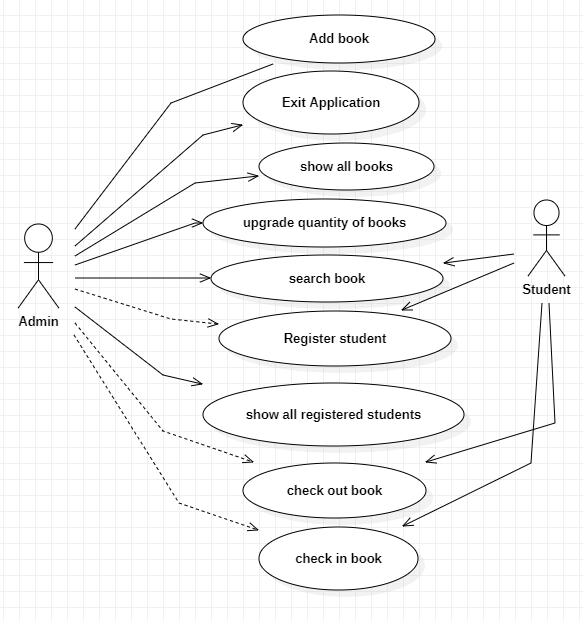 Add book
Exit Application
show all books
upgrade quantity of books
search book
Student
Register student
Admin
show all registered students
check out book
check in book